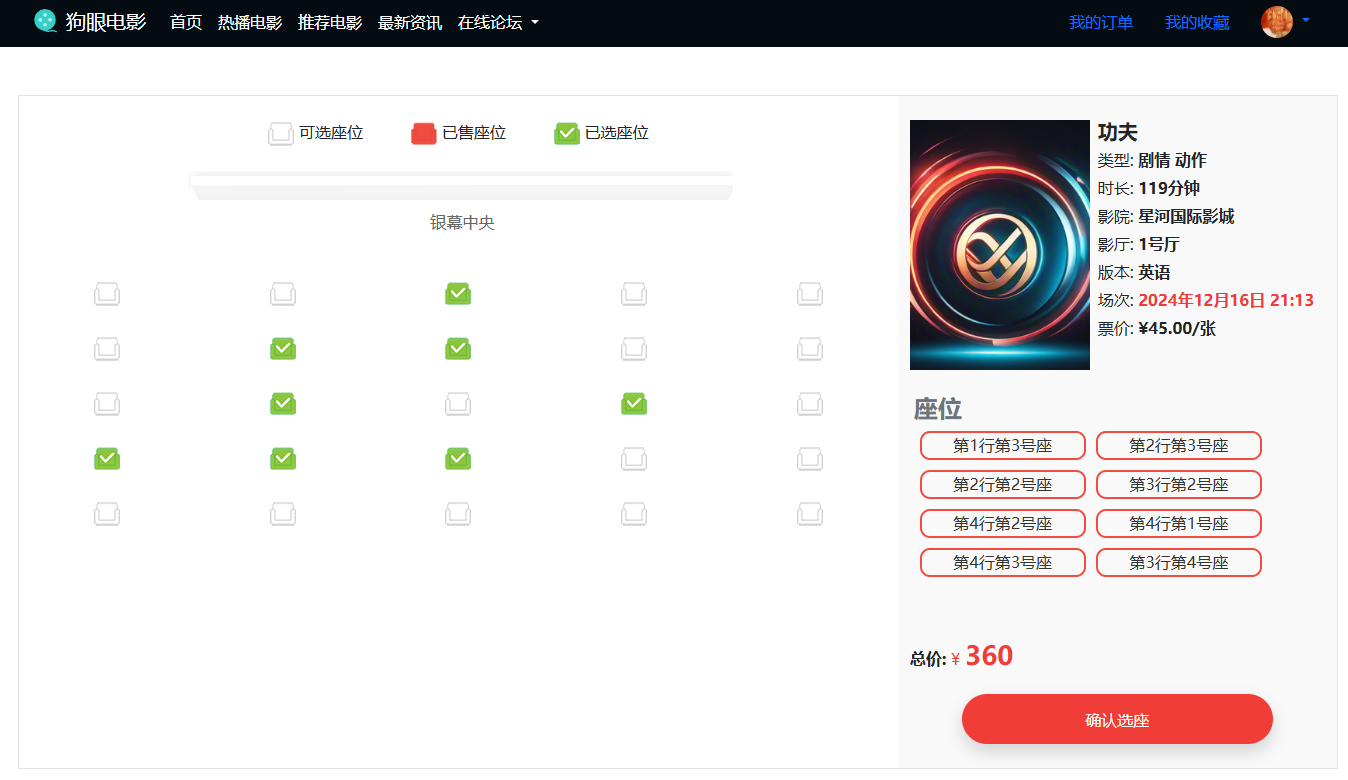 狗眼电影 首页 热播电影 推荐电影 最新资讯 在线论坛 我的订单 我的收藏
可选座位 已售座位 已选座位
银幕中央
功夫
类型: 剧情 动作
时长: 119分钟
影院: 星河国际影城
影厅: 1号厅
版本: 英语
场次: 2024年12月16日 21:13
票价: ¥45.00/张
座位
第1行第3号座 第2行第3号座
第2行第2号座 第3行第2号座
第4行第2号座 第4行第1号座
第4行第3号座 第3行第4号座
总价: ¥ 360
确认选座